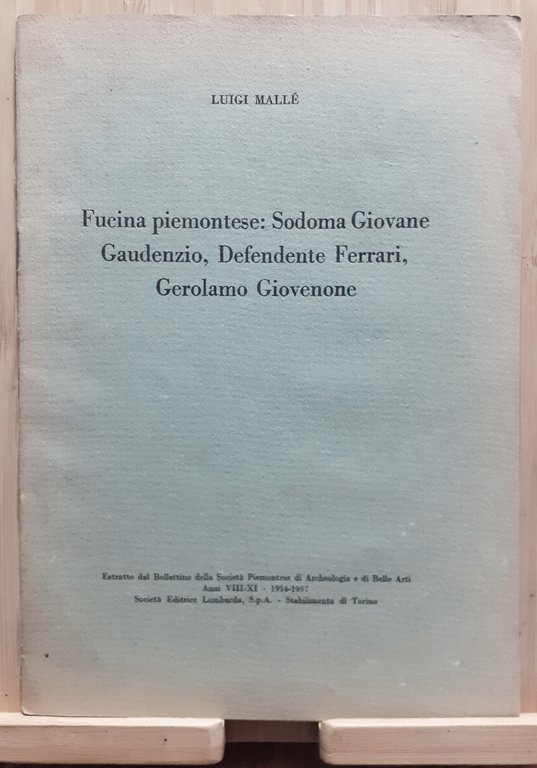 LUIGI MALLÉ
Fucina piemontese: Sodoma Giovane
Gaudenzio, Defendente Ferrari,
Gerolamo Giovenone
Estratto dal Bollettino della Società Piemontese di Archeologia e di Belle Arti
Anni VIII-XI - 1954-1957
Società Editrice Lombarda, S.p.A. - Stabilimento di Torino